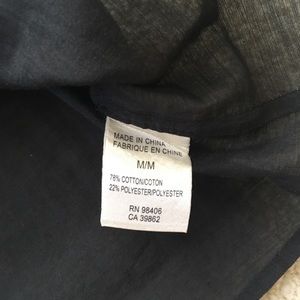 MADE IN CHINA
FABRIQUE EN CHINE
M/M
78% COTTON/COTON
22% POLYESTER/POLYESTER
RN 98406
CA 39862